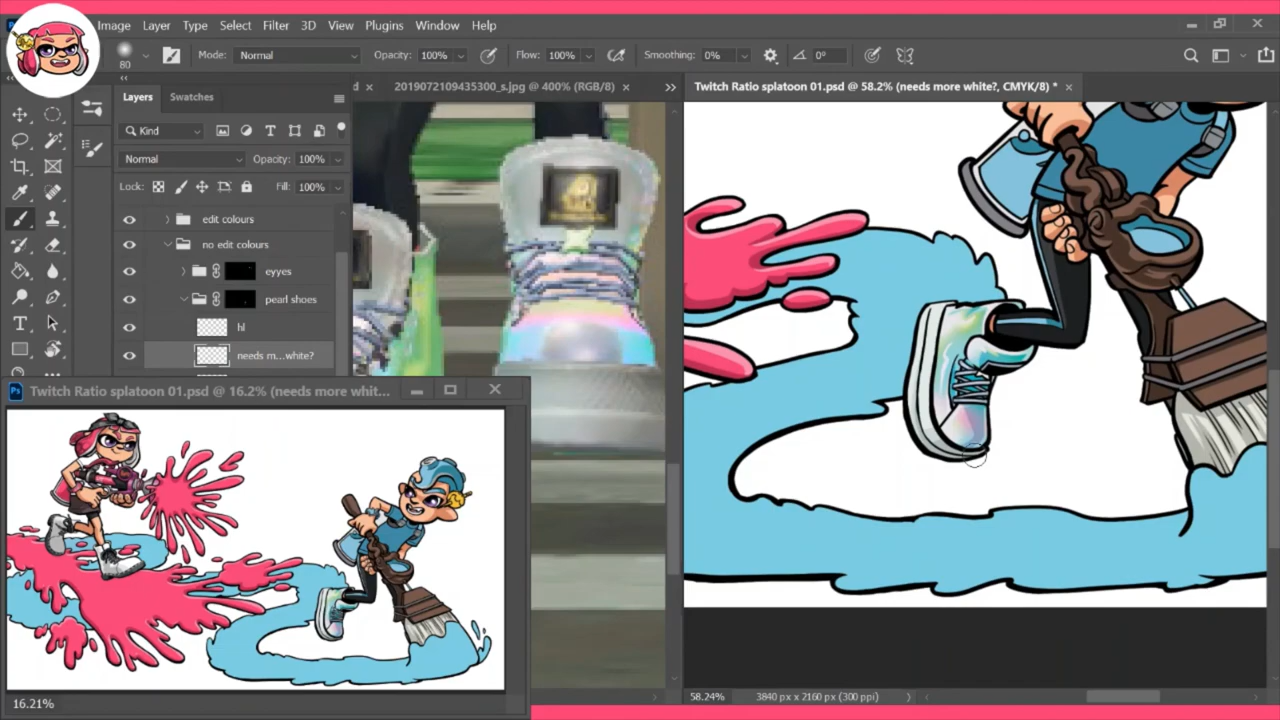 Image Layer Type Select Filter 3D View Plugins Window Help
80 Mode: Normal Opacity: 100% Flow: 100% Smoothing: 0% 0°
Layers Swatches
Kind
Normal Opacity: 100%
Lock: Fill: 100%
edit colours
no edit colours
eyyes
pearl shoes
hl
needs m...white?
2019072109435300_s.jpg @ 400% (RGB/8)
Twitch Ratio splatoon 01.psd @ 58.2% (needs more white?, CMYK/8) *
Twitch Ratio splatoon 01.psd @ 16.2% (needs more whit...
16.21%
58.24% 3840 px x 2160 px (300 ppi)